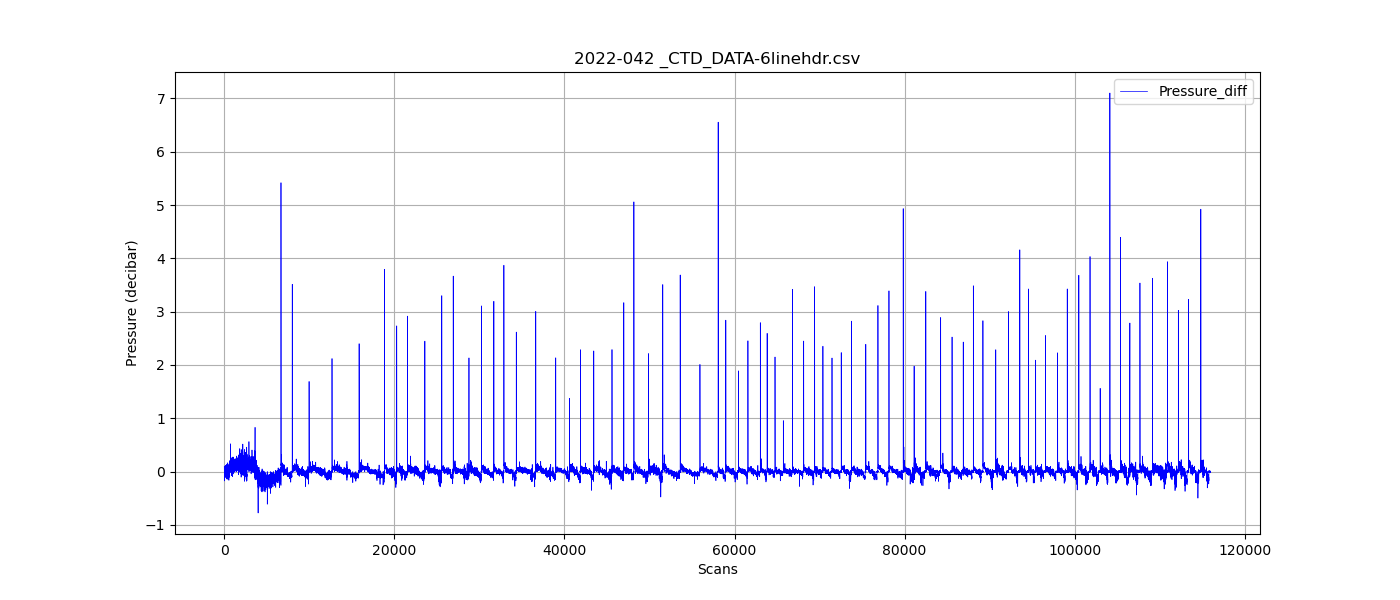 2022-042 _CTD_DATA-6linehdr.csv
Pressure_diff
7
6
5
4
3
2
1
0
−1
Pressure (decibar)
0 20000 40000 60000 80000 100000 120000
Scans